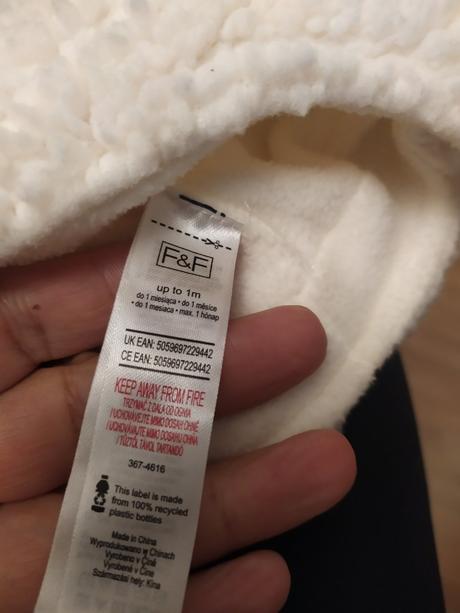 F&F
up to 1m
do 1 miesiąca • do 1 měsíce
• do 1 mesiaca • max. 1 hónap
UK EAN: 5059697229442
CE EAN: 5059697229442
KEEP AWAY FROM FIRE
TRZYMAĆ Z DALA OD OGNIA
/ UCHOVÁVEJTE MIMO DOSAH OHNĚ
/ UCHOVÁVAJTE MIMO DOSAHU OHŇA
/ TŰZTŐL TÁVOL TARTANDÓ
367-4616
This label is made
from 100% recycled
plastic bottles
Made in China
Wyprodukowano w Chinach
Vyrobeno v Číně
Vyrobené v Číne
Származási hely: Kína